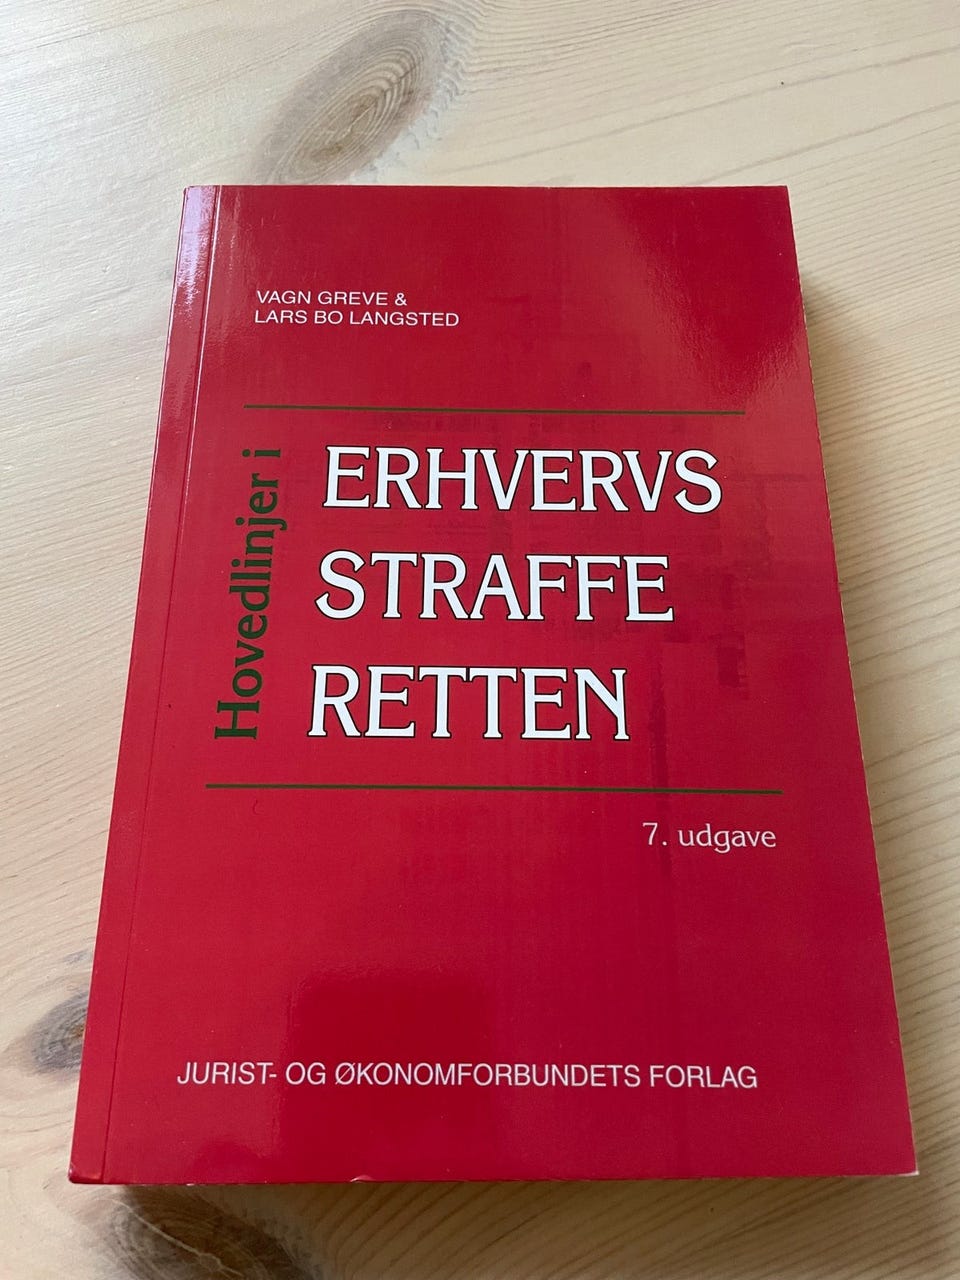 VAGN GREVE &
LARS BO LANGSTED
Hovedlinjer i
ERHVERVS
STRAFFE
RETTEN
7. udgave
JURIST- OG ØKONOMFORBUNDETS FORLAG